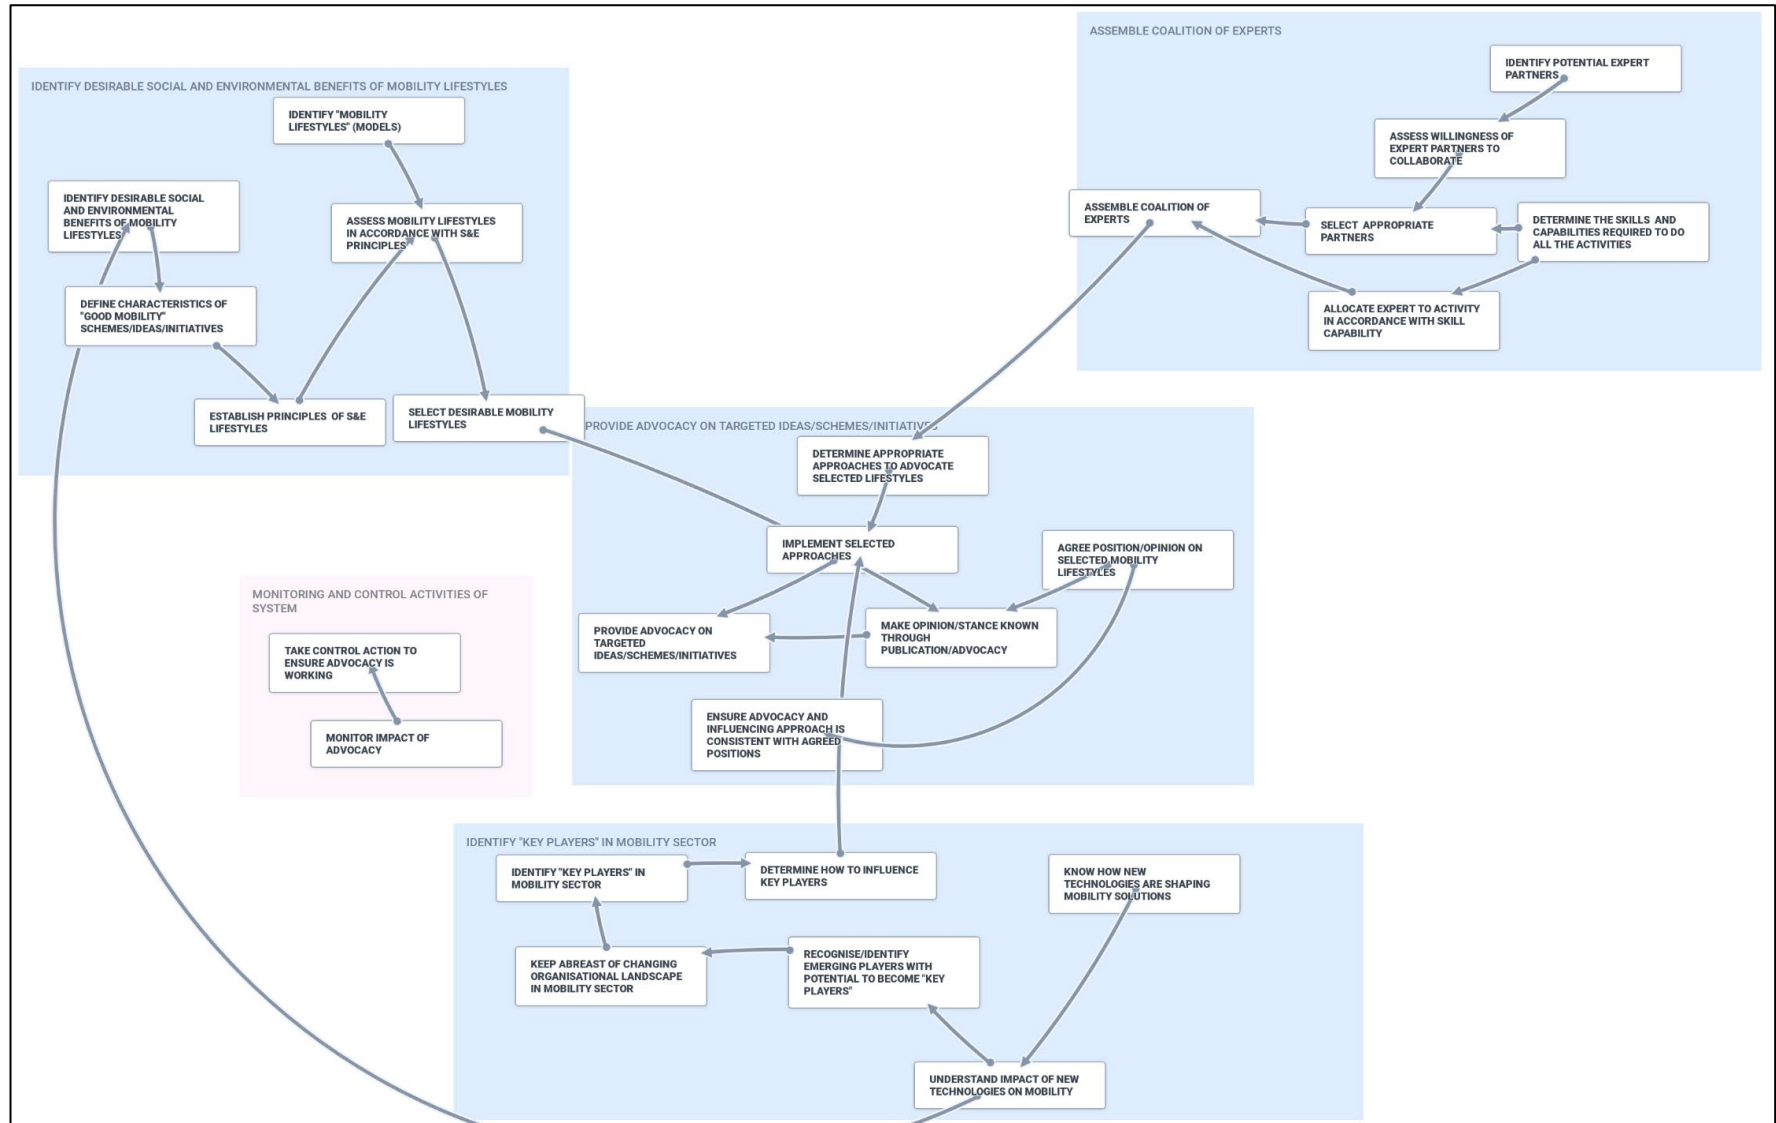 ASSEMBLE COALITION OF EXPERTS
IDENTIFY POTENTIAL EXPERT
PARTNERS
ASSESS WILLINGNESS OF
EXPERT PARTNERS TO
COLLABORATE
ASSEMBLE COALITION OF
EXPERTS
SELECT APPROPRIATE
PARTNERS
DETERMINE THE SKILLS AND
CAPABILITIES REQUIRED TO DO
ALL THE ACTIVITIES
ALLOCATE EXPERT TO ACTIVITY
IN ACCORDANCE WITH SKILL
CAPABILITY
IDENTIFY DESIRABLE SOCIAL AND ENVIRONMENTAL BENEFITS OF MOBILITY LIFESTYLES
IDENTIFY "MOBILITY
LIFESTYLES" (MODELS)
IDENTIFY DESIRABLE SOCIAL
AND ENVIRONMENTAL
BENEFITS OF MOBILITY
LIFESTYLES
ASSESS MOBILITY LIFESTYLES
IN ACCORDANCE WITH S&E
PRINCIPLES
DEFINE CHARACTERISTICS OF
"GOOD MOBILITY"
SCHEMES/IDEAS/INITIATIVES
ESTABLISH PRINCIPLES OF S&E
LIFESTYLES
SELECT DESIRABLE MOBILITY
LIFESTYLES
PROVIDE ADVOCACY ON TARGETED IDEAS/SCHEMES/INITIATIVES
DETERMINE APPROPRIATE
APPROACHES TO ADVOCATE
SELECTED LIFESTYLES
IMPLEMENT SELECTED
APPROACHES
AGREE POSITION/OPINION ON
SELECTED MOBILITY
LIFESTYLES
PROVIDE ADVOCACY ON
TARGETED
IDEAS/SCHEMES/INITIATIVES
MAKE OPINION/STANCE KNOWN
THROUGH
PUBLICATION/ADVOCACY
ENSURE ADVOCACY AND
INFLUENCING APPROACH IS
CONSISTENT WITH AGREED
POSITIONS
MONITORING AND CONTROL ACTIVITIES OF
SYSTEM
TAKE CONTROL ACTION TO
ENSURE ADVOCACY IS
WORKING
MONITOR IMPACT OF
ADVOCACY
IDENTIFY "KEY PLAYERS" IN MOBILITY SECTOR
IDENTIFY "KEY PLAYERS" IN
MOBILITY SECTOR
DETERMINE HOW TO INFLUENCE
KEY PLAYERS
KNOW HOW NEW
TECHNOLOGIES ARE SHAPING
MOBILITY SOLUTIONS
KEEP ABREAST OF CHANGING
ORGANISATIONAL LANDSCAPE
IN MOBILITY SECTOR
RECOGNISE/IDENTIFY
EMERGING PLAYERS WITH
POTENTIAL TO BECOME "KEY
PLAYERS"
UNDERSTAND IMPACT OF NEW
TECHNOLOGIES ON MOBILITY